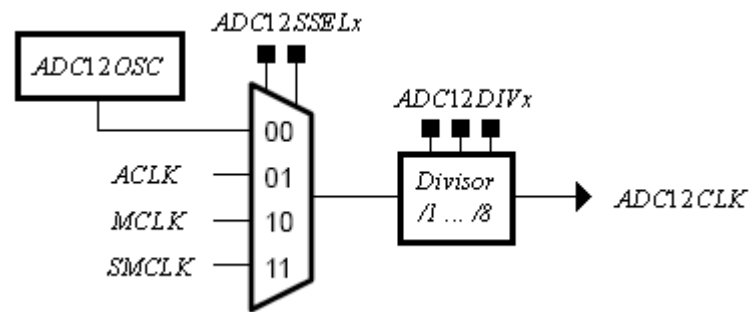 ADC12SSELx
ADC12OSC
ADC12DIVx
00
ACLK
01
Divisor
/1 ... /8
ADC12CLK
MCLK
10
SMCLK
11